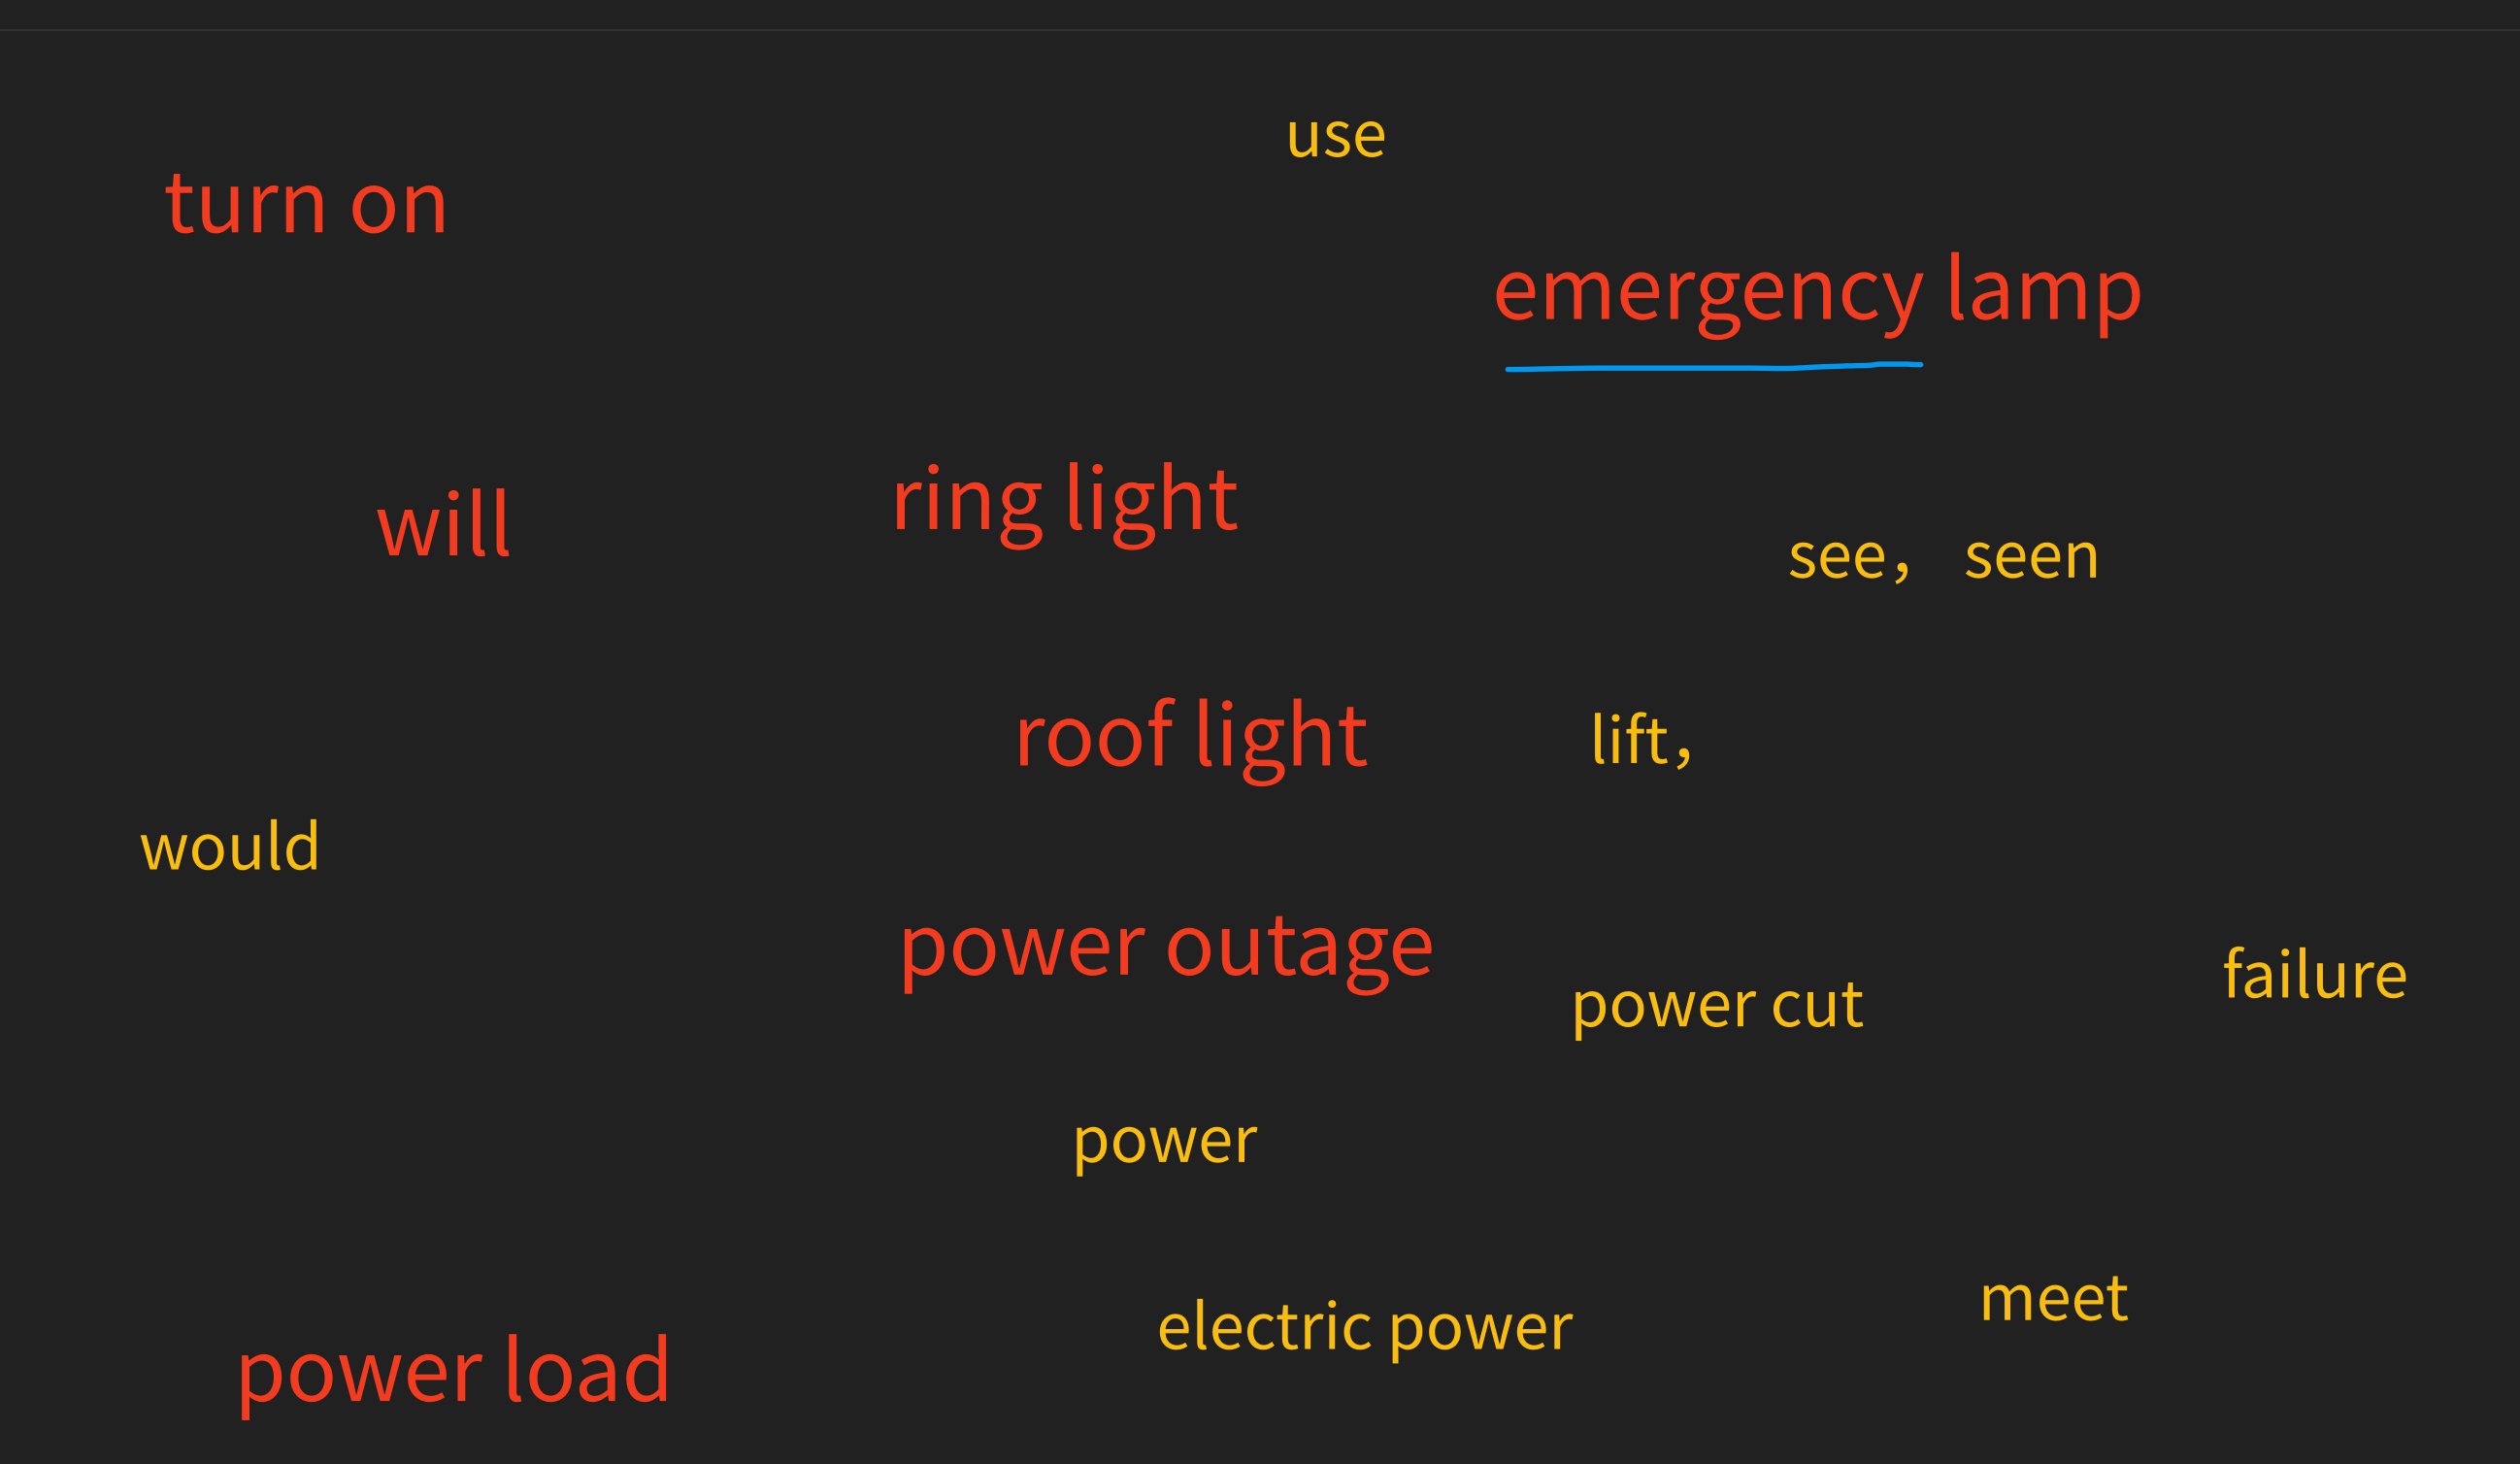 use
turn on
emergency lamp
ring light
will
see， seen
roof light
lift，
would
power outage
failure
power cut
power
meet
electric power
power load